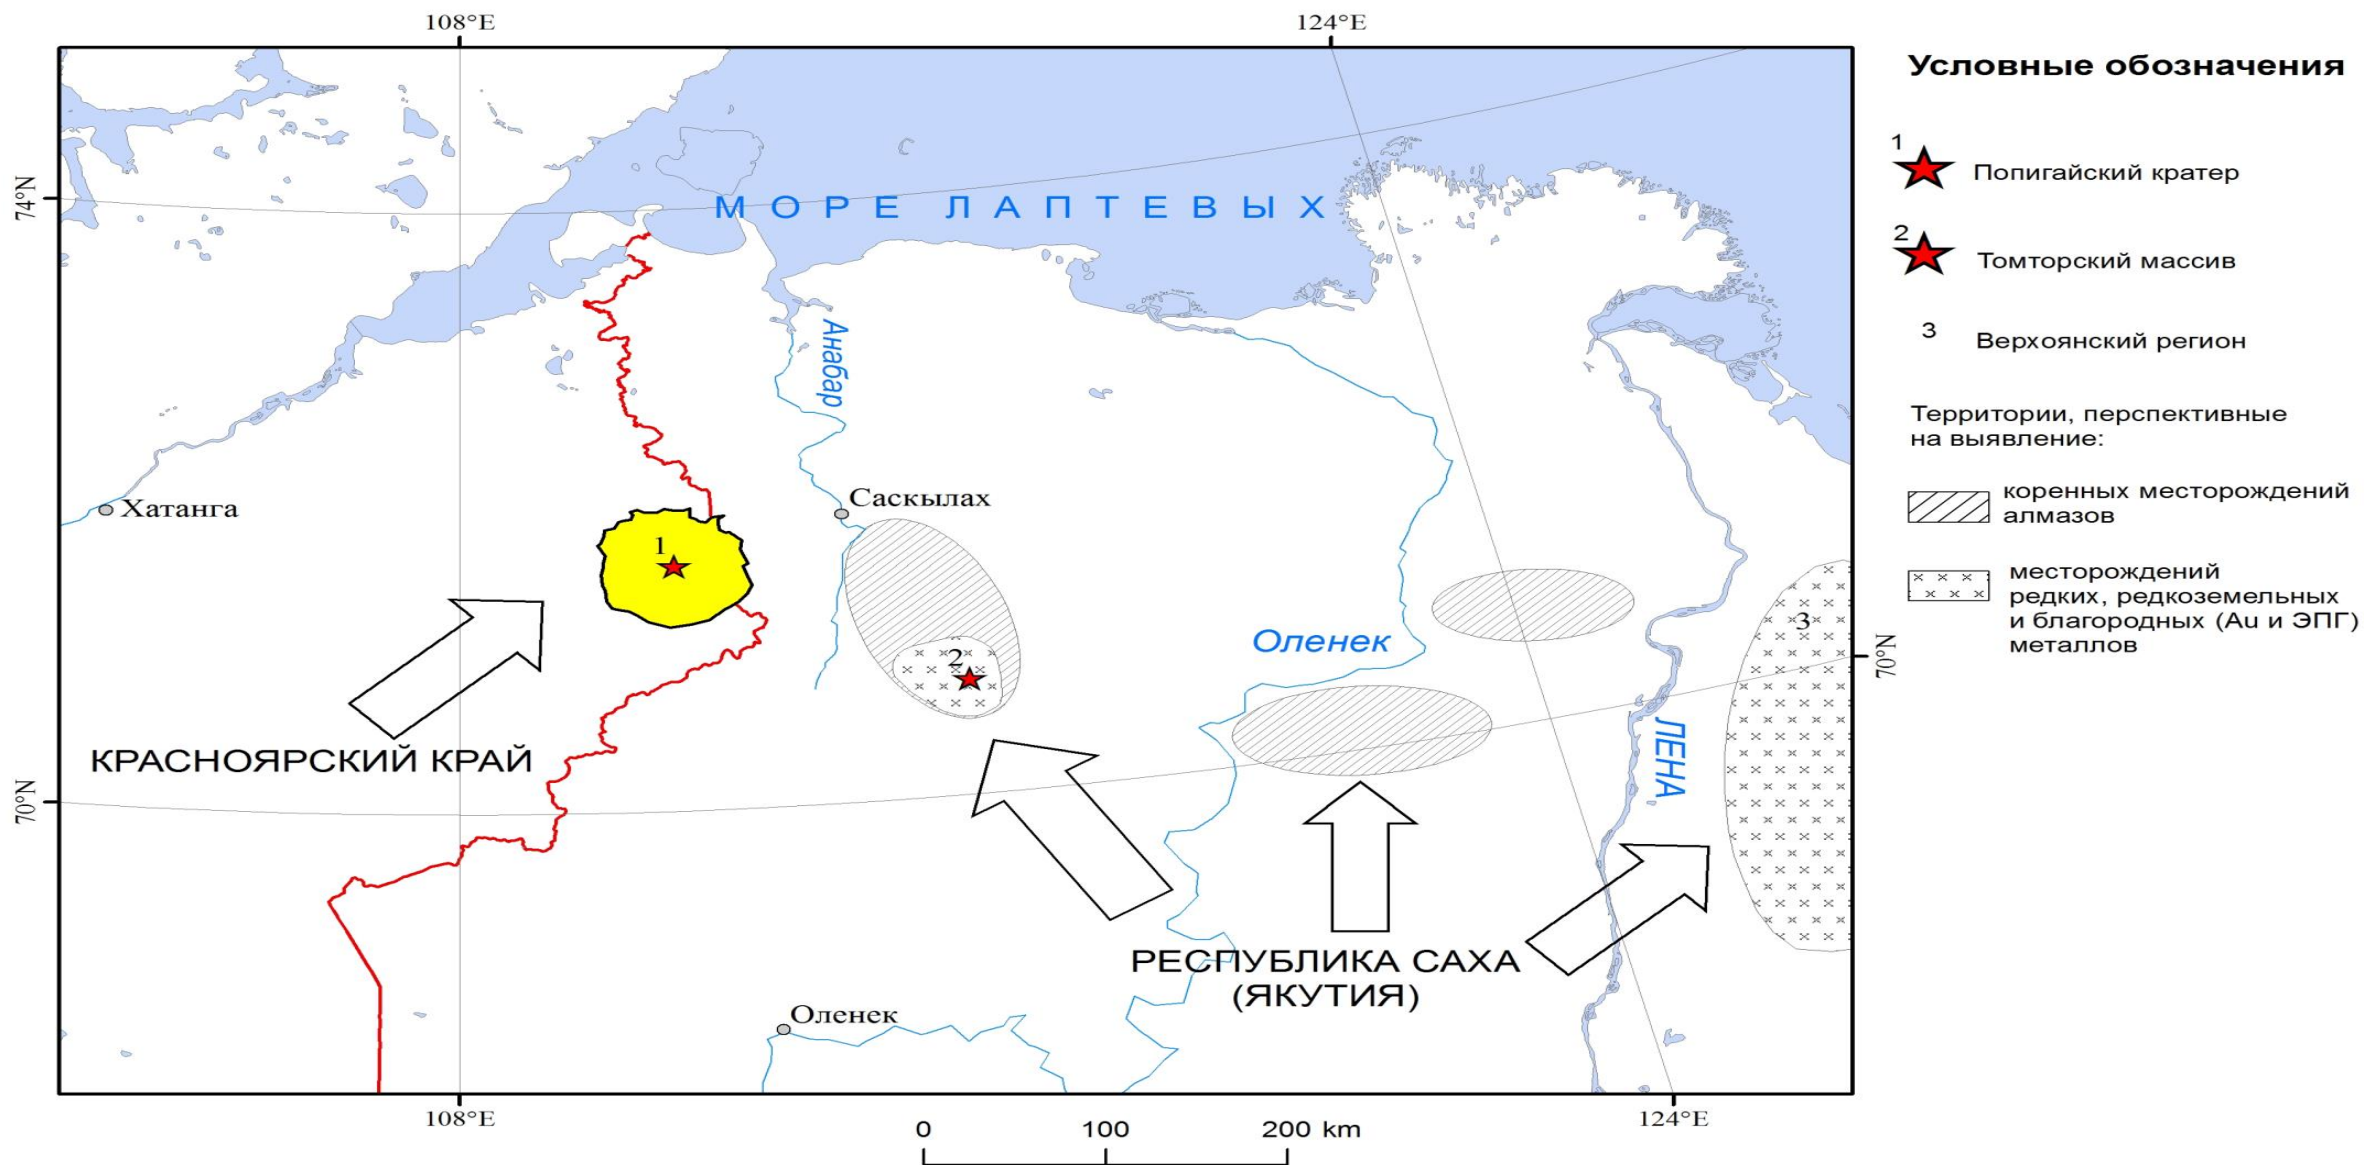 108°E
124°E
Условные обозначения
1
Попигайский кратер
74°N
МОРЕ ЛАПТЕВЫХ
2
Томторский массив
Анабар
3
Верхоянский регион
Территории, перспективные
на выявление:
Хатанга
Саскылах
коренных месторождений
алмазов
1
месторождений
редких, редкоземельных
и благородных (Au и ЭПГ)
металлов
3
Оленек
2
70°N
ЛЕНА
КРАСНОЯРСКИЙ КРАЙ
70°N
РЕСПУБЛИКА САХА
(ЯКУТИЯ)
Оленек
108°E
124°E
0 100 200 km